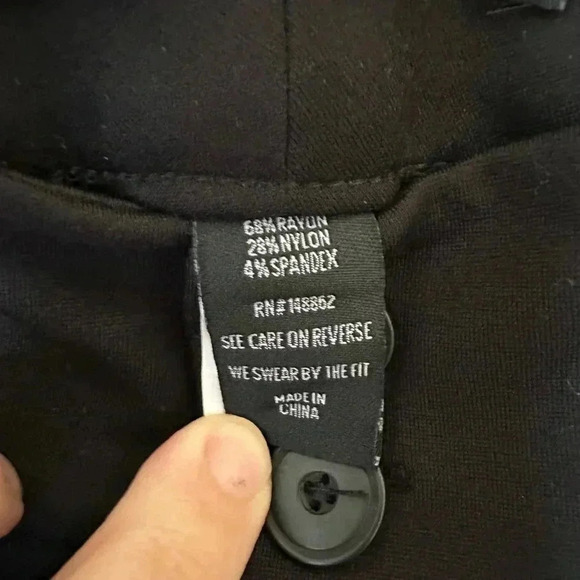 68% RAYON
28% NYLON
4% SPANDEX
RN# 148862
SEE CARE ON REVERSE
WE SWEAR BY THE FIT
MADE IN
CHINA